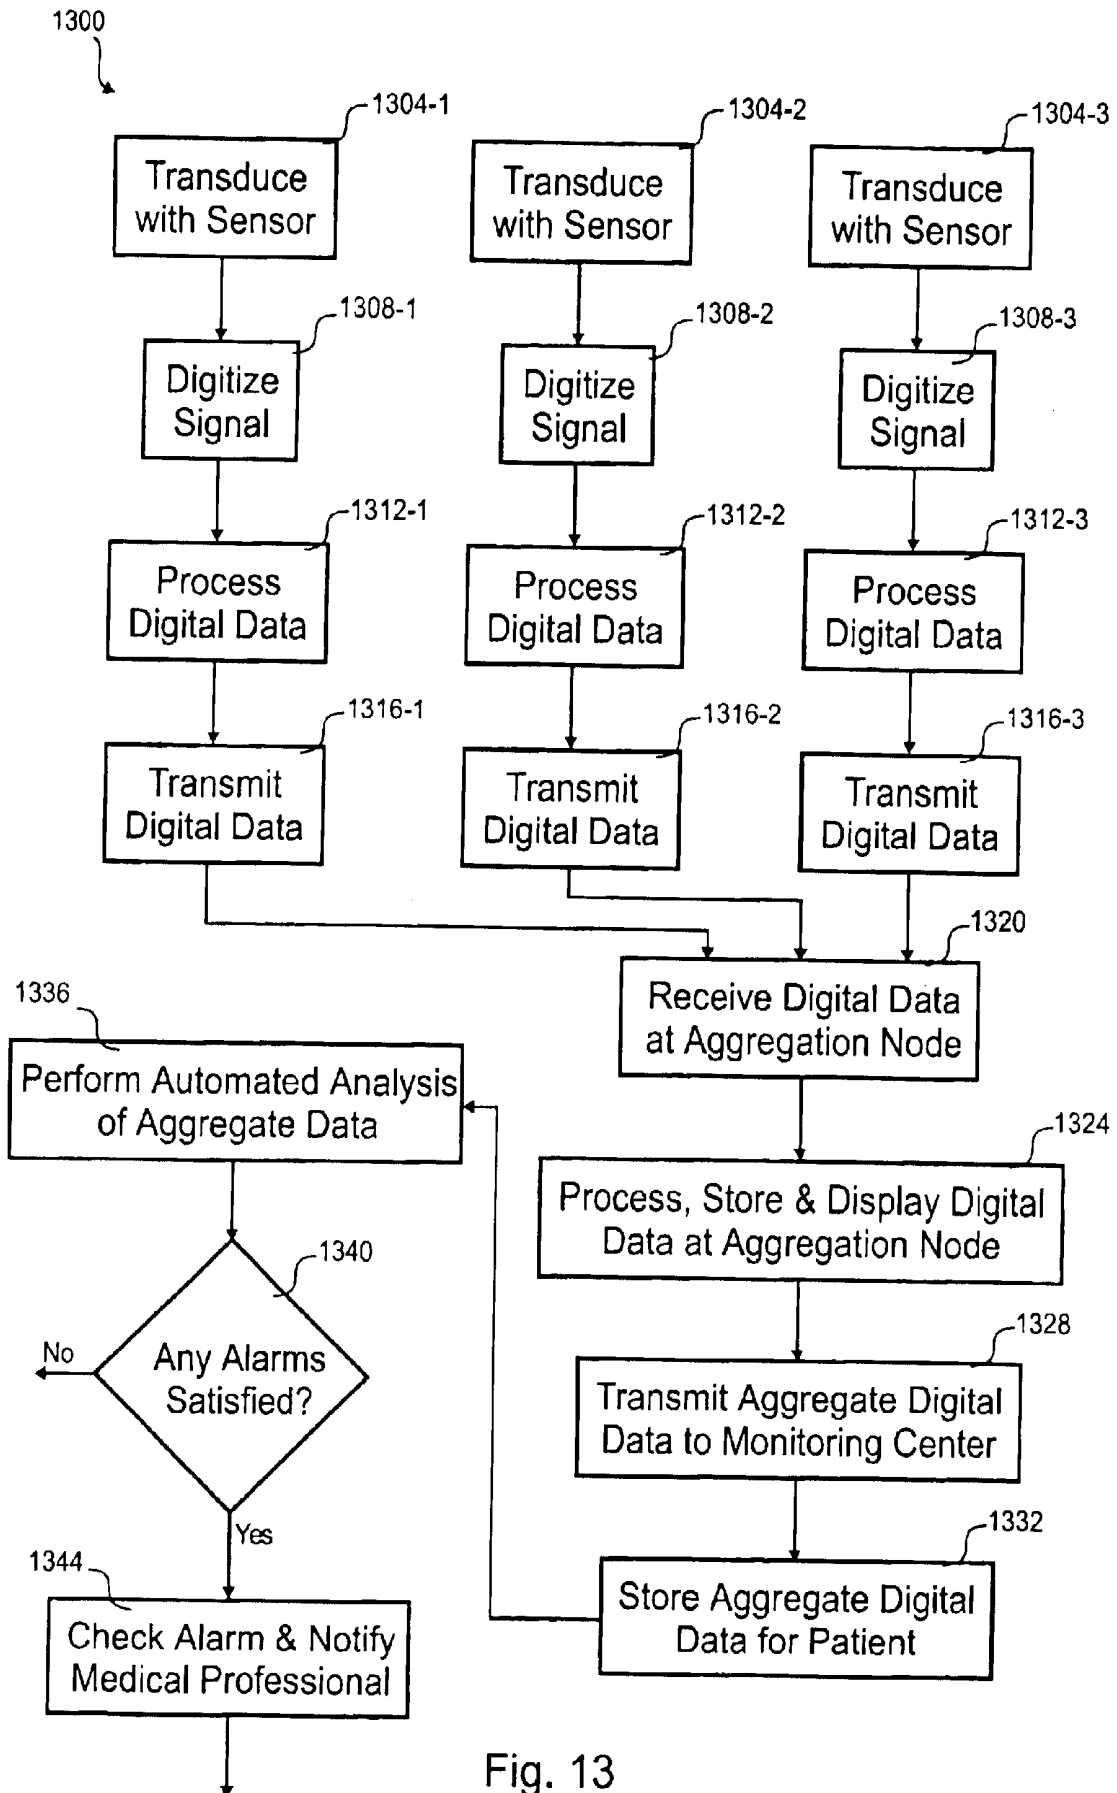 1300
1304-1
1304-2
1304-3
Transduce
with Sensor
Transduce
with Sensor
Transduce
with Sensor
1308-1
1308-2
1308-3
Digitize
Signal
Digitize
Signal
Digitize
Signal
1312-1
1312-2
1312-3
Process
Digital Data
Process
Digital Data
Process
Digital Data
1316-1
1316-2
1316-3
Transmit
Digital Data
Transmit
Digital Data
Transmit
Digital Data
1320
Receive Digital Data
at Aggregation Node
1324
Process, Store & Display Digital
Data at Aggregation Node
1328
Transmit Aggregate Digital
Data to Monitoring Center
1332
Store Aggregate Digital
Data for Patient
1336
Perform Automated Analysis
of Aggregate Data
1340
Any Alarms
Satisfied?
No
Yes
1344
Check Alarm & Notify
Medical Professional
Fig. 13